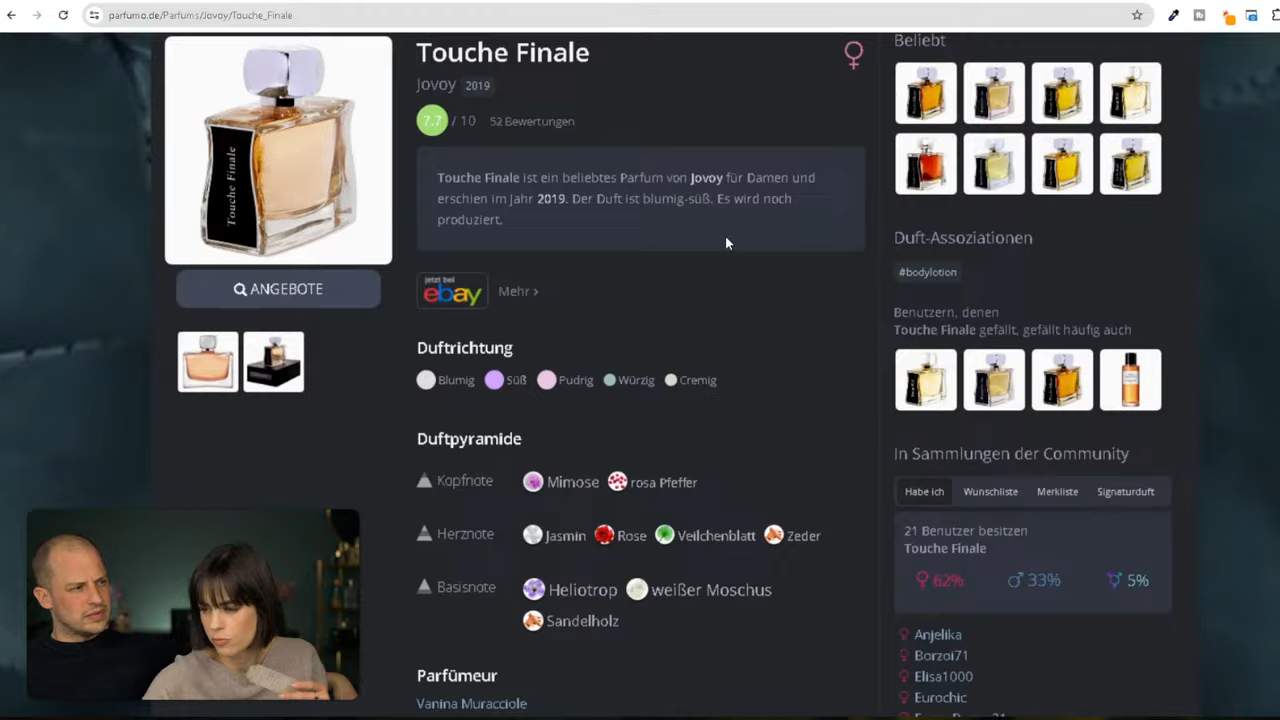 parfumo.de/Parfums/Jovoy/Touche_Finale
Touche Finale
Touche Finale
Jovoy 2019
7.7 / 10 52 Bewertungen
Touche Finale ist ein beliebtes Parfum von Jovoy für Damen und
erschien im Jahr 2019. Der Duft ist blumig-süß. Es wird noch
produziert.
ANGEBOTE
jetzt bei
ebay
Mehr >
Duftrichtung
Blumig Süß Pudrig Würzig Cremig
Duftpyramide
Kopfnote Mimose rosa Pfeffer
Herznote Jasmin Rose Veilchenblatt Zeder
Basisnote Heliotrop weißer Moschus
Sandelholz
Parfümeur
Vanina Muracciole
Beliebt
Duft-Assoziationen
#bodylotion
Benutzern, denen
Touche Finale gefällt, gefällt häufig auch
In Sammlungen der Community
Habe ich Wunschliste Merkliste Signaturduft
21 Benutzer besitzen
Touche Finale
62% 33% 5%
Anjelika
Borzoi71
Elisa1000
Eurochic